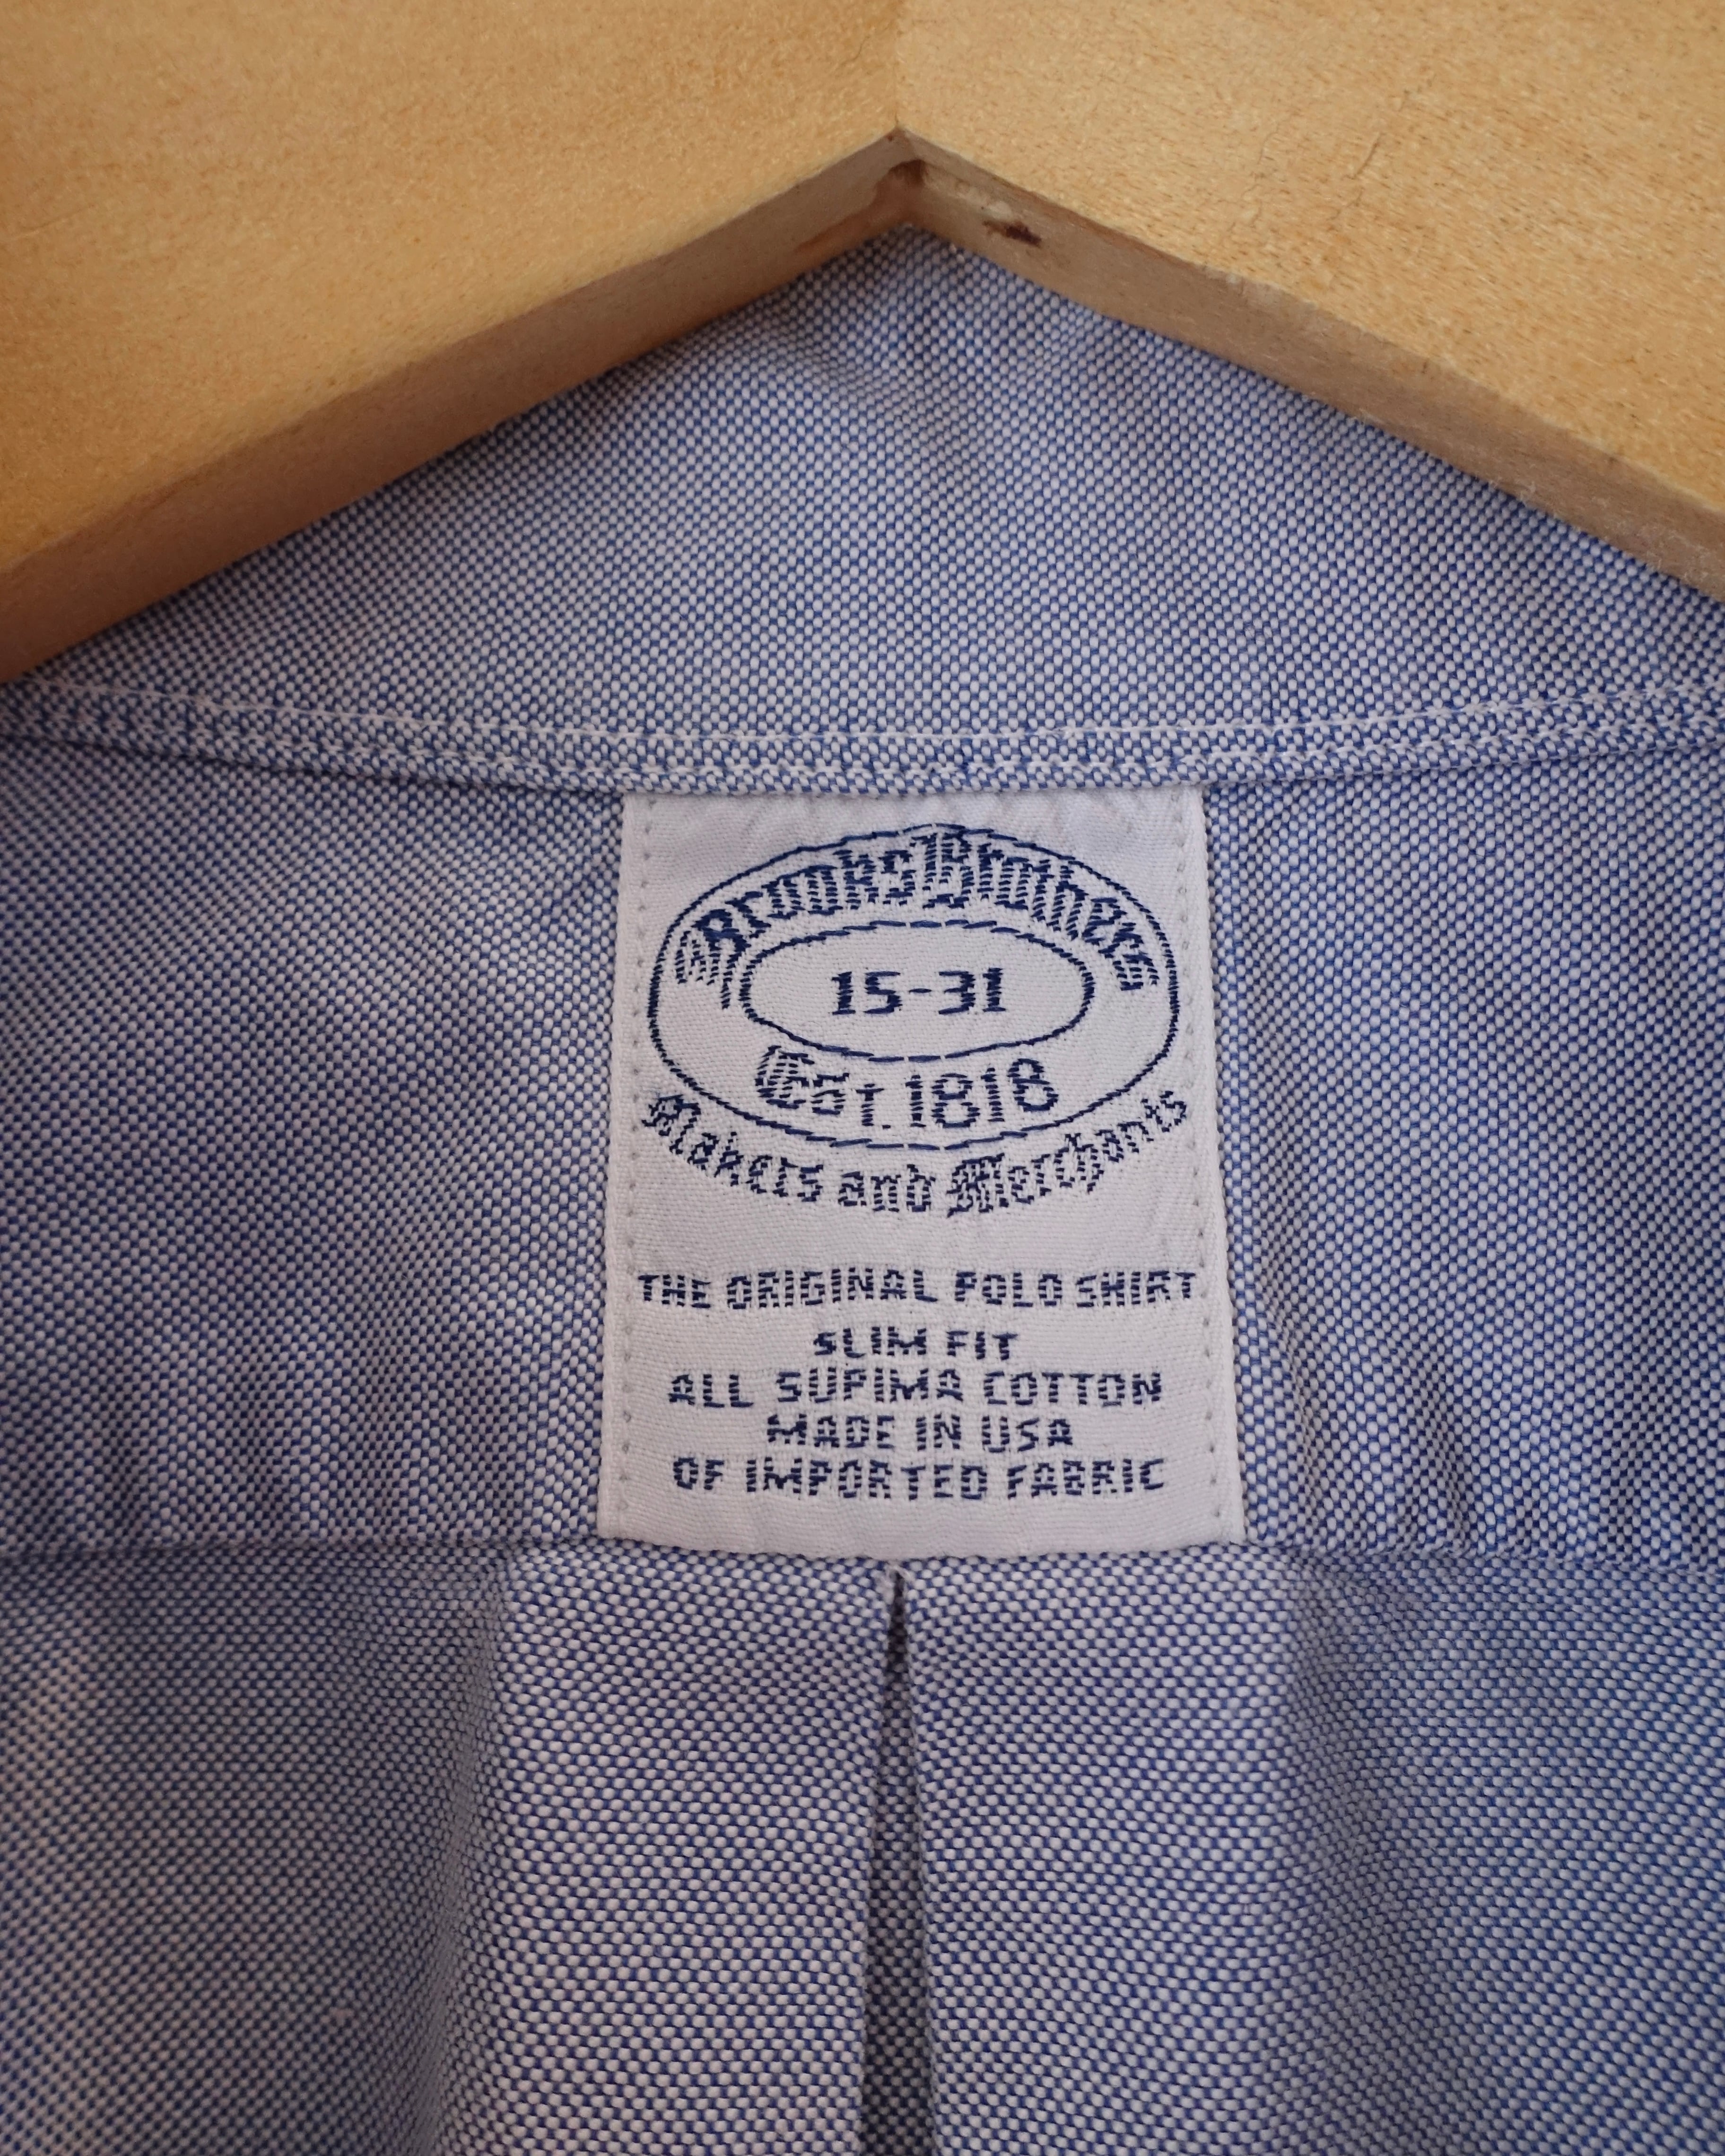 Brooks Brothers
15-31
Est. 1818
Makers and Merchants
THE ORIGINAL POLO SHIRT
SLIM FIT
ALL SUPIMA COTTON
MADE IN USA
OF IMPORTED FABRIC